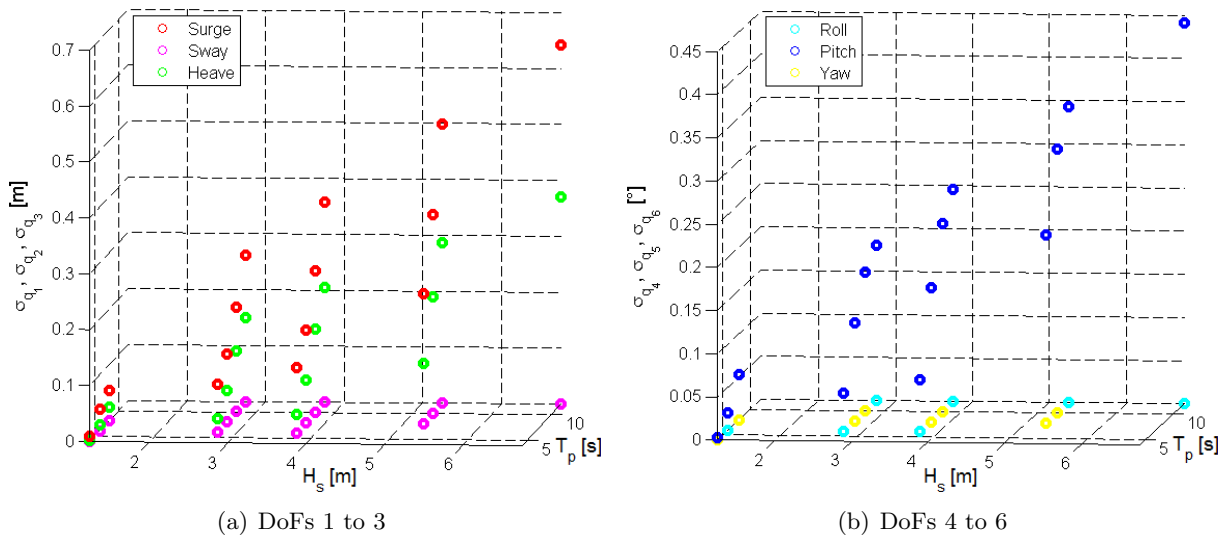 0.7
0.6
0.5
0.4
0.3
0.2
0.1
0
σq1, σq2, σq3 [m]
Surge
Sway
Heave
2
3
4
5
6
Hs [m]
5
10
Tp [s]
(a) DoFs 1 to 3
0.45
0.4
0.35
0.3
0.25
0.2
0.15
0.1
0.05
0
σq4, σq5, σq6 [°]
Roll
Pitch
Yaw
2
3
4
5
6
Hs [m]
5
10
Tp [s]
(b) DoFs 4 to 6